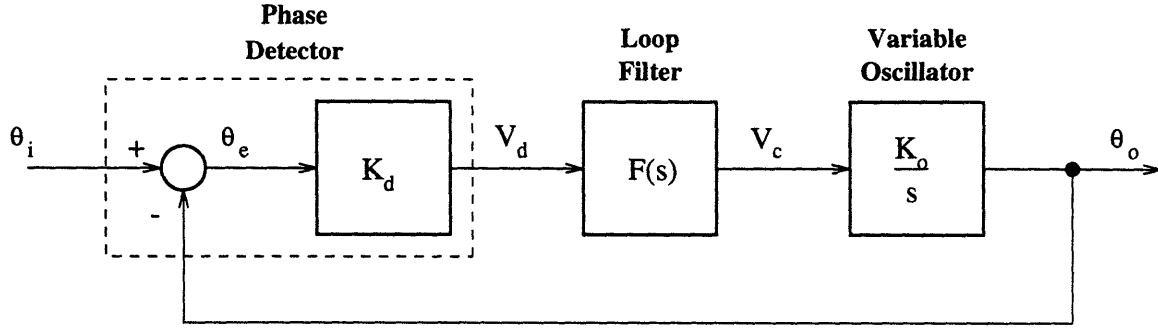 Phase
Detector
Loop
Filter
Variable
Oscillator
θi
+
-
θe
Kd
Vd
F(s)
Vc
Ko
s
θo